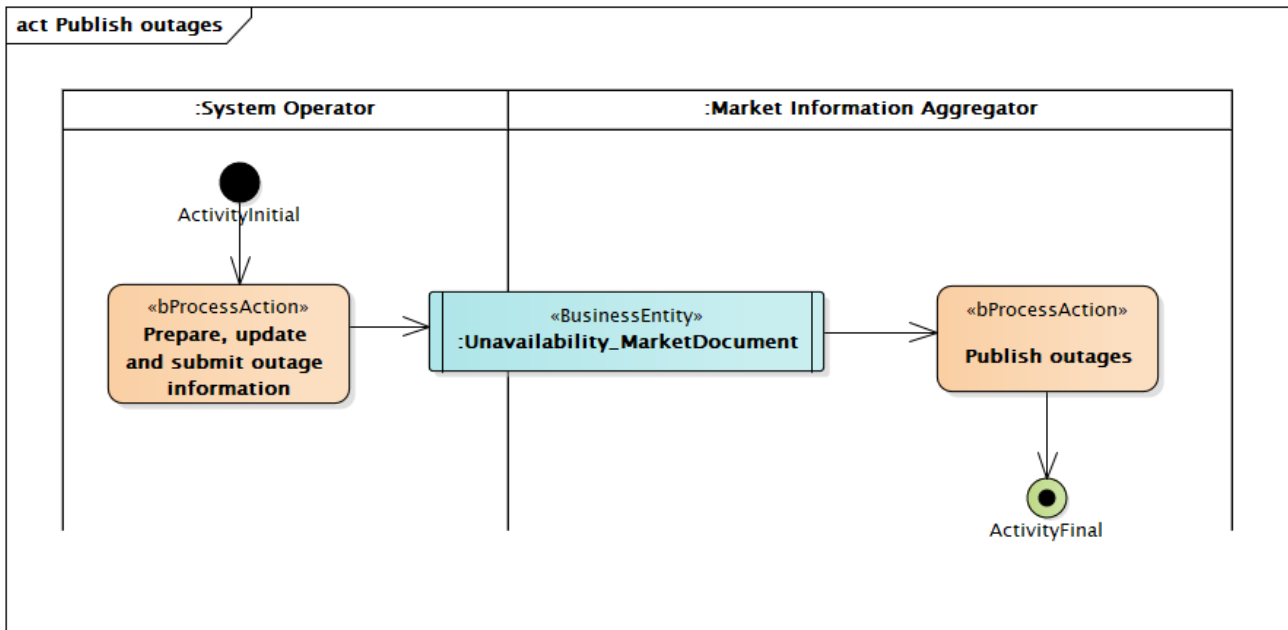 act Publish outages
:System Operator
:Market Information Aggregator
ActivityInitial
«bProcessAction»
Prepare, update
and submit outage
information
«BusinessEntity»
:Unavailability_MarketDocument
«bProcessAction»
Publish outages
ActivityFinal